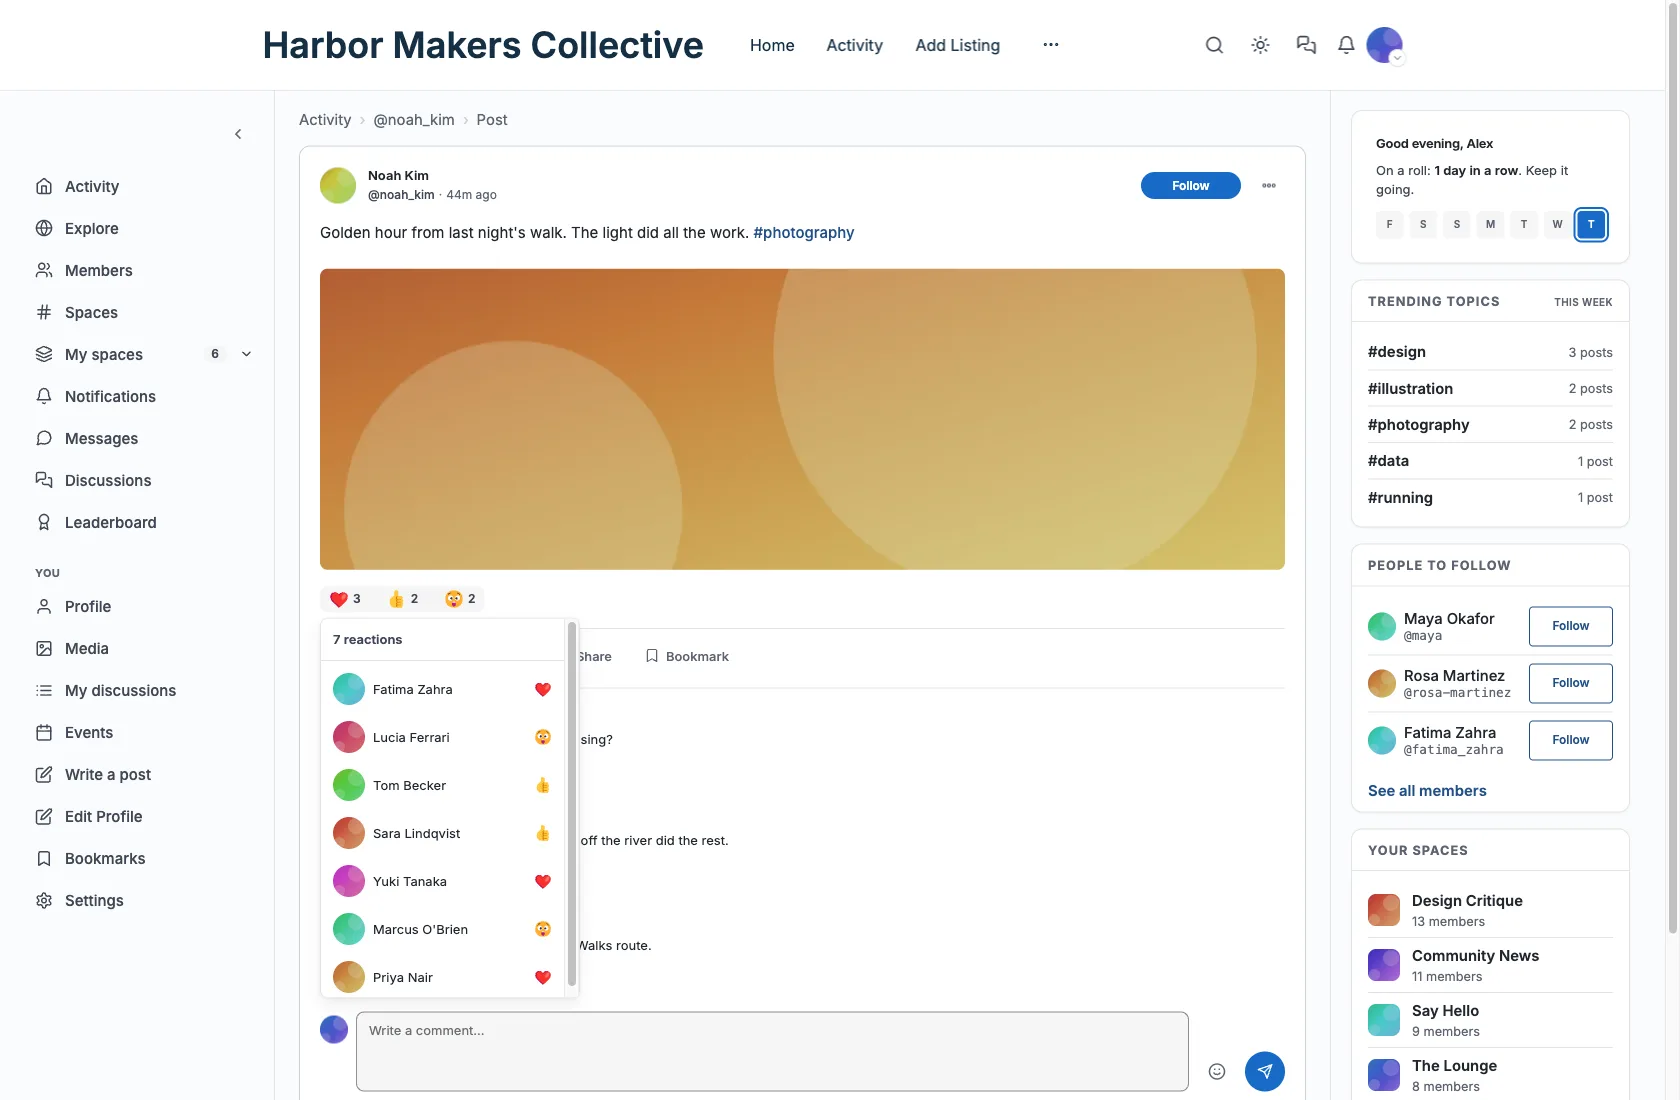 Harbor Makers Collective
Home
Activity
Add Listing
Activity
Explore
Members
Spaces
My spaces 6
Notifications
Messages
Discussions
Leaderboard
YOU
Profile
Media
My discussions
Events
Write a post
Edit Profile
Bookmarks
Settings
Activity › @noah_kim › Post
Noah Kim
@noah_kim · 44m ago
Follow
Golden hour from last night's walk. The light did all the work. #photography
❤️ 3 👍 2 😳 2
Share
Bookmark
7 reactions
Fatima Zahra
Lucia Ferrari
Tom Becker
Sara Lindqvist
Yuki Tanaka
Marcus O'Brien
Priya Nair
off the river did the rest.
Walks route.
Write a comment...
Good evening, Alex
On a roll: 1 day in a row. Keep it
going.
F S S M T W T
TRENDING TOPICS THIS WEEK
#design 3 posts
#illustration 2 posts
#photography 2 posts
#data 1 post
#running 1 post
PEOPLE TO FOLLOW
Maya Okafor
@maya
Follow
Rosa Martinez
@rosa-martinez
Follow
Fatima Zahra
@fatima_zahra
Follow
See all members
YOUR SPACES
Design Critique
13 members
Community News
11 members
Say Hello
9 members
The Lounge
8 members